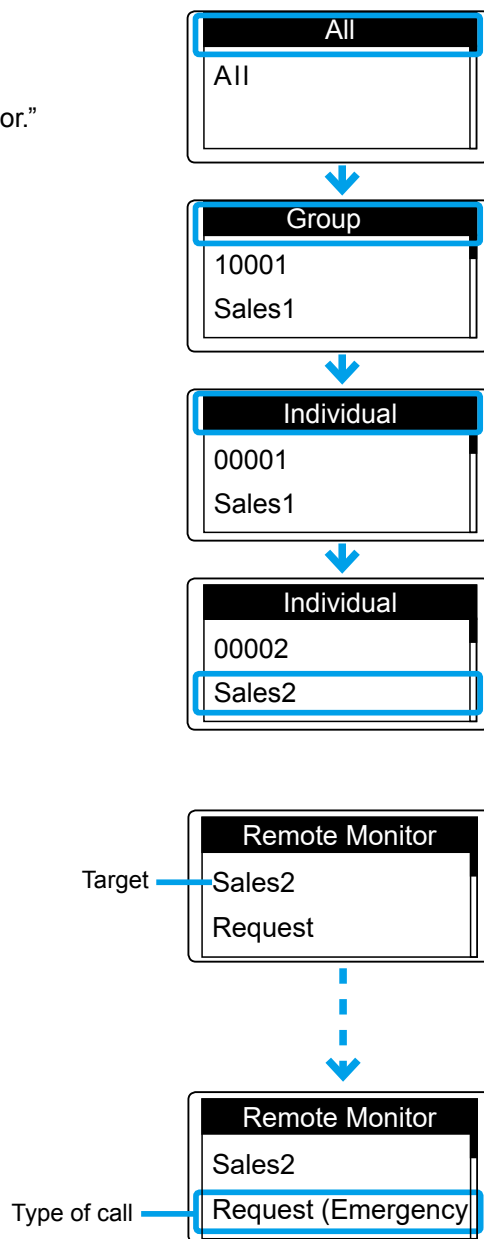 All
All
or.”
Group
10001
Sales1
Individual
00001
Sales1
Individual
00002
Sales2
Remote Monitor
Target
Sales2
Request
Remote Monitor
Sales2
Type of call
Request (Emergency